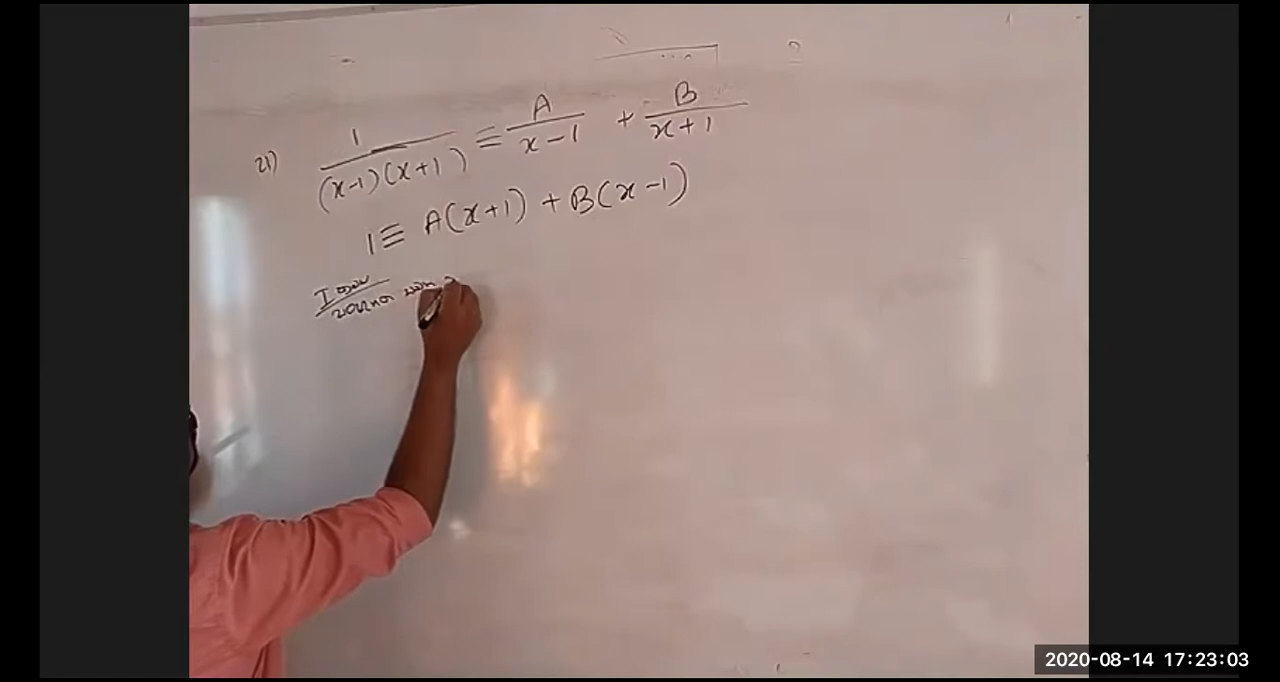 21) 1/((x-1)(x+1)) ≡ A/(x-1) + B/(x+1)
1 ≡ A(x+1) + B(x-1)
I
2020-08-14 17:23:03